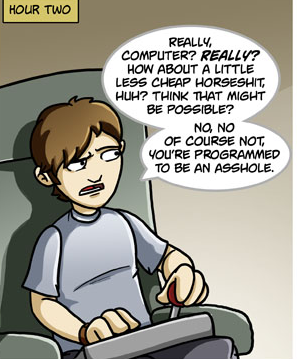 HOUR TWO
REALLY,
COMPUTER? REALLY?
HOW ABOUT A LITTLE
LESS CHEAP HORSESHIT,
HUH? THINK THAT MIGHT
BE POSSIBLE?
NO, NO
OF COURSE NOT,
YOU'RE PROGRAMMED
TO BE AN ASSHOLE.